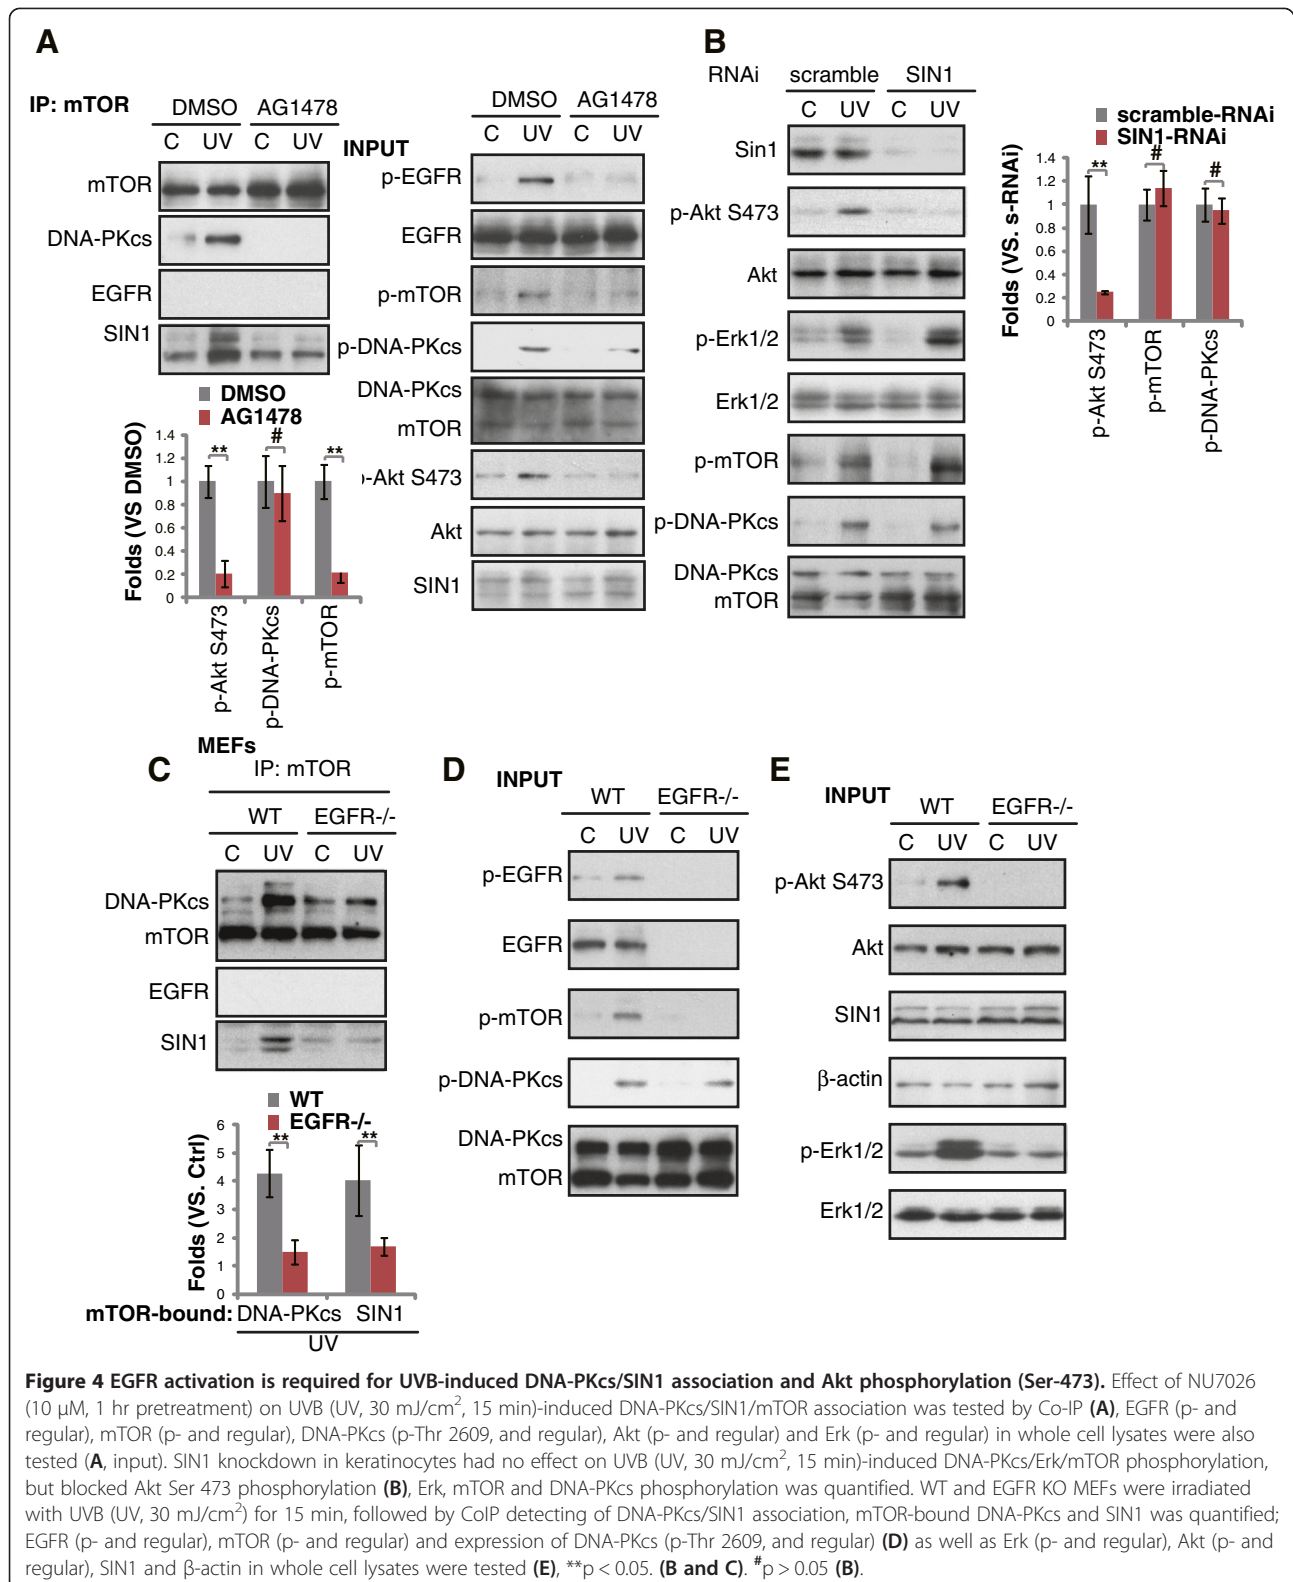 A
IP: mTOR
DMSO AG1478
C UV C UV
mTOR
DNA-PKcs
EGFR
SIN1
DMSO
AG1478
Folds (VS DMSO)
1.4
1.2
1
0.8
0.6
0.4
0.2
0
** # **
p-Akt S473
p-DNA-PKcs
p-mTOR
INPUT
DMSO AG1478
C UV C UV
p-EGFR
EGFR
p-mTOR
p-DNA-PKcs
DNA-PKcs
mTOR
-Akt S473
Akt
SIN1
B
RNAi scramble SIN1
C UV C UV
Sin1
p-Akt S473
Akt
p-Erk1/2
Erk1/2
p-mTOR
p-DNA-PKcs
DNA-PKcs
mTOR
scramble-RNAi
SIN1-RNAi
Folds (VS. s-RNAi)
1.4
1.2
1
0.8
0.6
0.4
0.2
0
** # #
p-Akt S473
p-mTOR
p-DNA-PKcs
MEFs
C
IP: mTOR
WT EGFR-/-
C UV C UV
DNA-PKcs
mTOR
EGFR
SIN1
WT
EGFR-/-
Folds (VS. Ctrl)
6
5
4
3
2
1
0
** **
mTOR-bound: DNA-PKcs SIN1
UV
D
INPUT
WT EGFR-/-
C UV C UV
p-EGFR
EGFR
p-mTOR
p-DNA-PKcs
DNA-PKcs
mTOR
E
INPUT
WT EGFR-/-
C UV C UV
p-Akt S473
Akt
SIN1
β-actin
p-Erk1/2
Erk1/2
Figure 4 EGFR activation is required for UVB-induced DNA-PKcs/SIN1 association and Akt phosphorylation (Ser-473). Effect of NU7026
(10 μM, 1 hr pretreatment) on UVB (UV, 30 mJ/cm², 15 min)-induced DNA-PKcs/SIN1/mTOR association was tested by Co-IP (A), EGFR (p- and
regular), mTOR (p- and regular), DNA-PKcs (p-Thr 2609, and regular), Akt (p- and regular) and Erk (p- and regular) in whole cell lysates were also
tested (A, input). SIN1 knockdown in keratinocytes had no effect on UVB (UV, 30 mJ/cm², 15 min)-induced DNA-PKcs/Erk/mTOR phosphorylation,
but blocked Akt Ser 473 phosphorylation (B), Erk, mTOR and DNA-PKcs phosphorylation was quantified. WT and EGFR KO MEFs were irradiated
with UVB (UV, 30 mJ/cm²) for 15 min, followed by CoIP detecting of DNA-PKcs/SIN1 association, mTOR-bound DNA-PKcs and SIN1 was quantified;
EGFR (p- and regular), mTOR (p- and regular) and expression of DNA-PKcs (p-Thr 2609, and regular) (D) as well as Erk (p- and regular), Akt (p- and
regular), SIN1 and β-actin in whole cell lysates were tested (E), **p < 0.05. (B and C). #p > 0.05 (B).